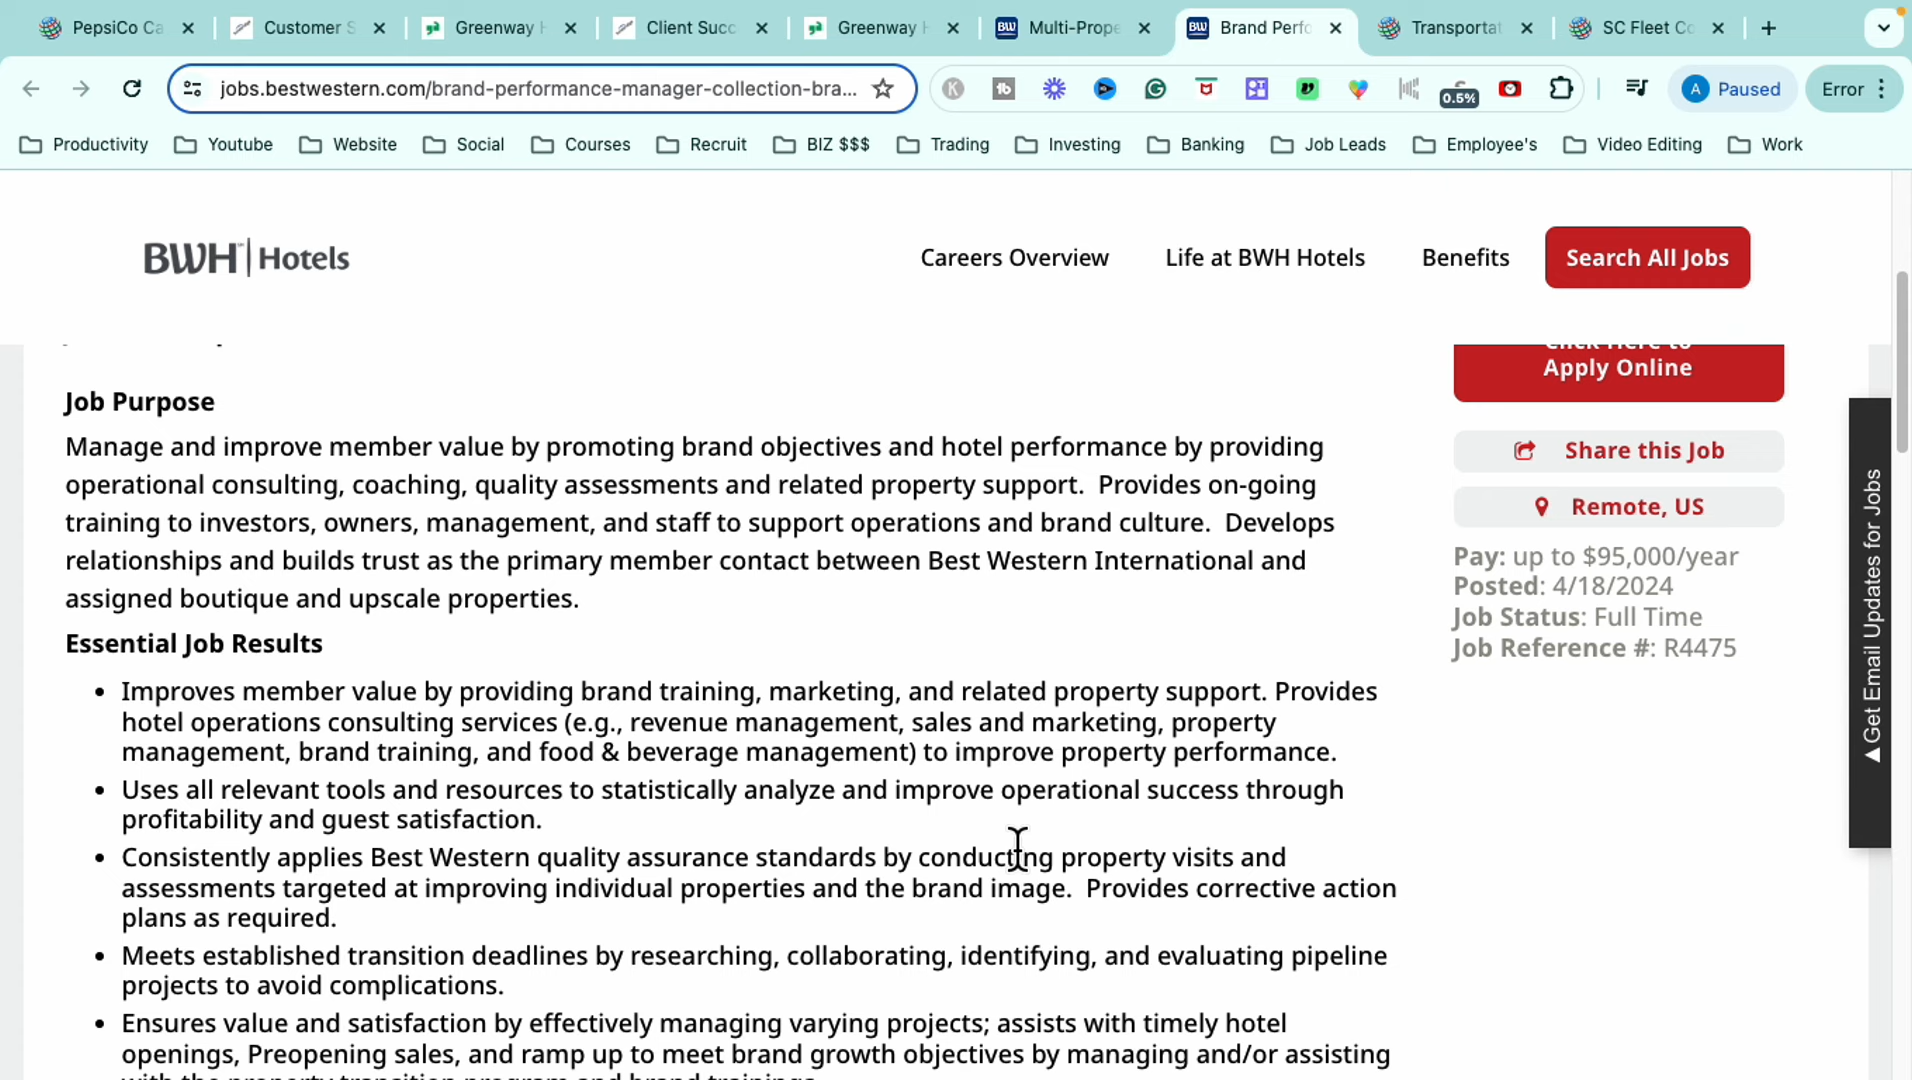 PepsiCo Ca
Customer S
Greenway H
Client Succ
Greenway H
BW Multi-Prope
BW Brand Perfo
Transportat
SC Fleet Co
jobs.bestwestern.com/brand-performance-manager-collection-bra...
K
tb
0.5%
A Paused
Error
Productivity
Youtube
Website
Social
Courses
Recruit
BIZ $$$
Trading
Investing
Banking
Job Leads
Employee's
Video Editing
Work
BWH Hotels
Careers Overview
Life at BWH Hotels
Benefits
Search All Jobs
Click Here to
Apply Online
Share this Job
Remote, US
Pay: up to $95,000/year
Posted: 4/18/2024
Job Status: Full Time
Job Reference #: R4475
Get Email Updates for Jobs
Job Purpose
Manage and improve member value by promoting brand objectives and hotel performance by providing
operational consulting, coaching, quality assessments and related property support.  Provides on-going
training to investors, owners, management, and staff to support operations and brand culture.  Develops
relationships and builds trust as the primary member contact between Best Western International and
assigned boutique and upscale properties.
Essential Job Results
• Improves member value by providing brand training, marketing, and related property support. Provides
hotel operations consulting services (e.g., revenue management, sales and marketing, property
management, brand training, and food & beverage management) to improve property performance.
• Uses all relevant tools and resources to statistically analyze and improve operational success through
profitability and guest satisfaction.
• Consistently applies Best Western quality assurance standards by conducting property visits and
assessments targeted at improving individual properties and the brand image.  Provides corrective action
plans as required.
• Meets established transition deadlines by researching, collaborating, identifying, and evaluating pipeline
projects to avoid complications.
• Ensures value and satisfaction by effectively managing varying projects; assists with timely hotel
openings, Preopening sales, and ramp up to meet brand growth objectives by managing and/or assisting
with the property transition program and brand trainings.